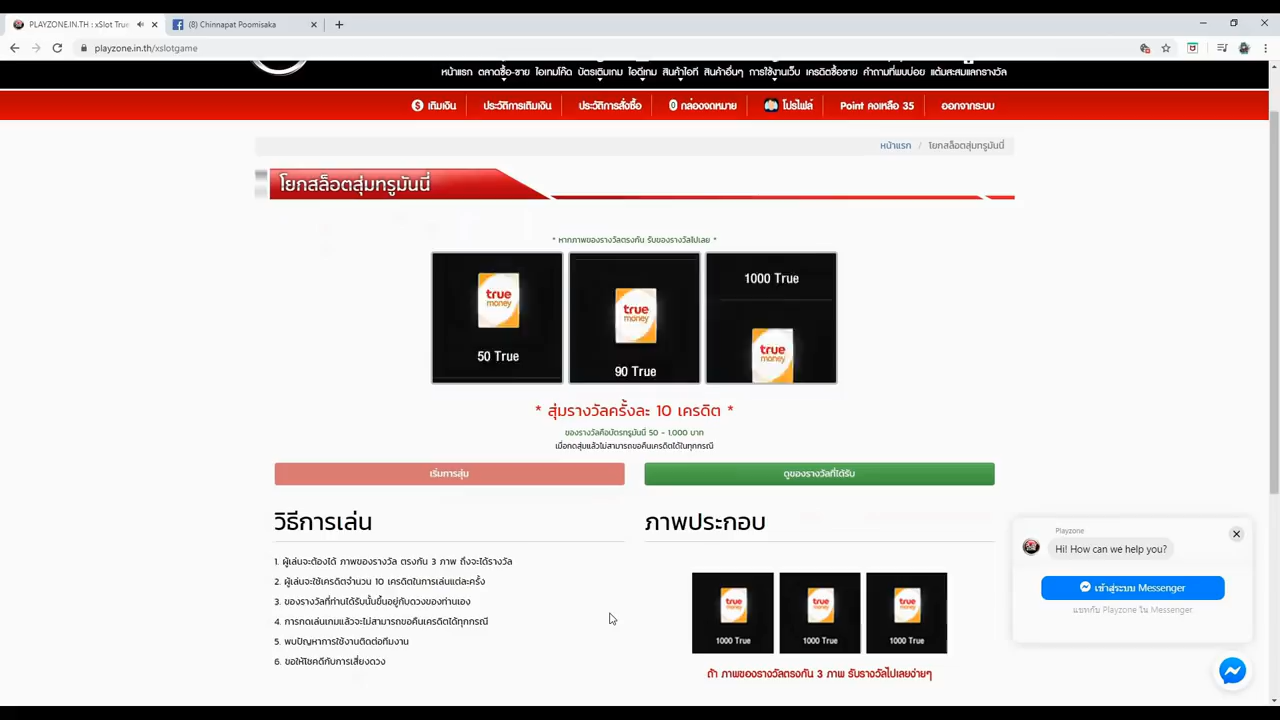 PLAYZONE.IN.TH : xSlot True
(8) Chinnapat Poomisaka
playzone.in.th/xslotgame
หน้าแรก ตลาดซื้อ-ขาย ไอเทมโค๊ด บัตรเติมเกม ไอดีเกม สินค้าไอที สินค้าอื่นๆ การใช้งานเว็บ เครดิตซื้อขาย คำถามที่พบบ่อย แต้มสะสมแลกรางวัล
เติมเงิน ประวัติการเติมเงิน ประวัติการสั่งซื้อ 0 กล่องจดหมาย โปรไฟล์ Point คงเหลือ 35 ออกจากระบบ
หน้าแรก / โยกสล็อตสุ่มทรูมันนี่
โยกสล็อตสุ่มทรูมันนี่
* หากภาพของรางวัลตรงกัน รับของรางวัลไปเลย *
true money
50 True
true money
90 True
1000 True
true money
* สุ่มรางวัลครั้งละ 10 เครดิต *
ของรางวัลคือบัตรทรูมันนี่ 50 - 1,000 บาท
เมื่อกดสุ่มแล้วไม่สามารถขอคืนเครดิตได้ในทุกกรณี
เริ่มการสุ่ม
ดูของรางวัลที่ได้รับ
วิธีการเล่น
1. ผู้เล่นจะต้องได้ ภาพของรางวัล ตรงกัน 3 ภาพ ถึงจะได้รางวัล
2. ผู้เล่นจะใช้เครดิตจำนวน 10 เครดิตในการเล่นแต่ละครั้ง
3. ของรางวัลที่ท่านได้รับนั้นขึ้นอยู่กับดวงของท่านเอง
4. การกดเล่นเกมแล้วจะไม่สามารถขอคืนเครดิตได้ทุกกรณี
5. พบปัญหาการใช้งานติดต่อทีมงาน
6. ขอให้โชคดีกับการเสี่ยงดวง
ภาพประกอบ
true money true money true money
1000 True 1000 True 1000 True
ถ้า ภาพของรางวัลตรงกัน 3 ภาพ รับรางวัลไปเลยง่ายๆ
Playzone
Hi! How can we help you?
เข้าสู่ระบบ Messenger
แชทกับ Playzone ใน Messenger